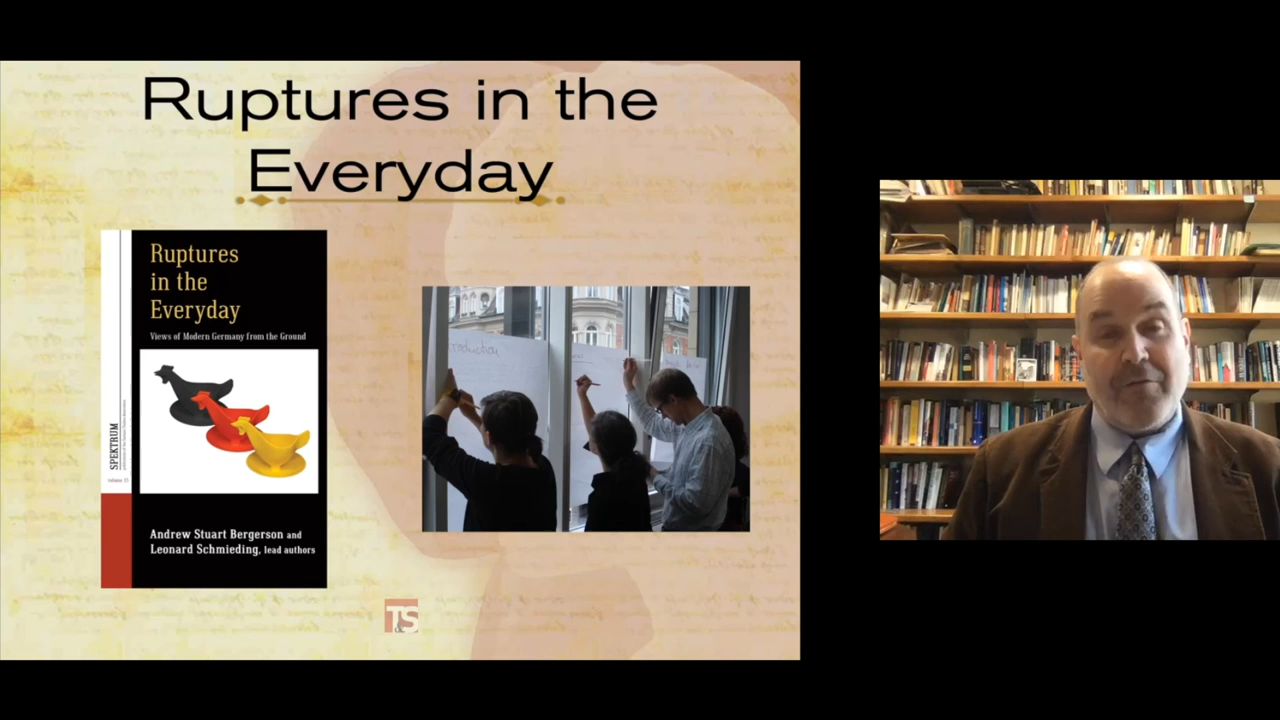 Ruptures in the
Everyday
Ruptures
in the
Everyday
Views of Modern Germany from the Ground
SPEKTRUM
Andrew Stuart Bergerson and
Leonard Schmieding, lead authors
T&S